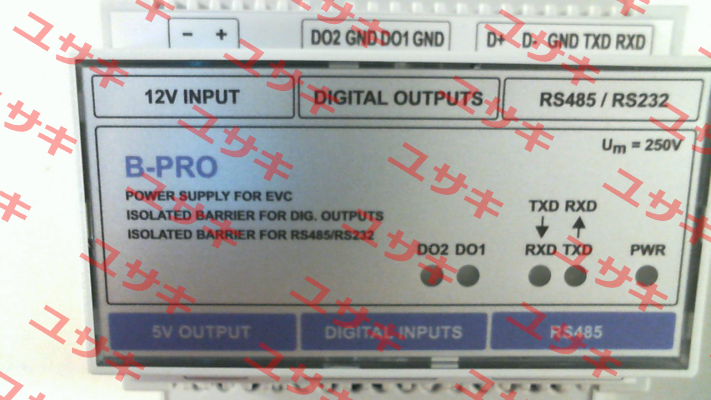 - +
DO2 GND DO1 GND
D+ D- GND TXD RXD
12V INPUT
DIGITAL OUTPUTS
RS485 / RS232
Um = 250V
B-PRO
POWER SUPPLY FOR EVC
ISOLATED BARRIER FOR DIG. OUTPUTS
ISOLATED BARRIER FOR RS485/RS232
TXD RXD
DO2 DO1
RXD TXD
PWR
5V OUTPUT
DIGITAL INPUTS
RS485
ユサキ